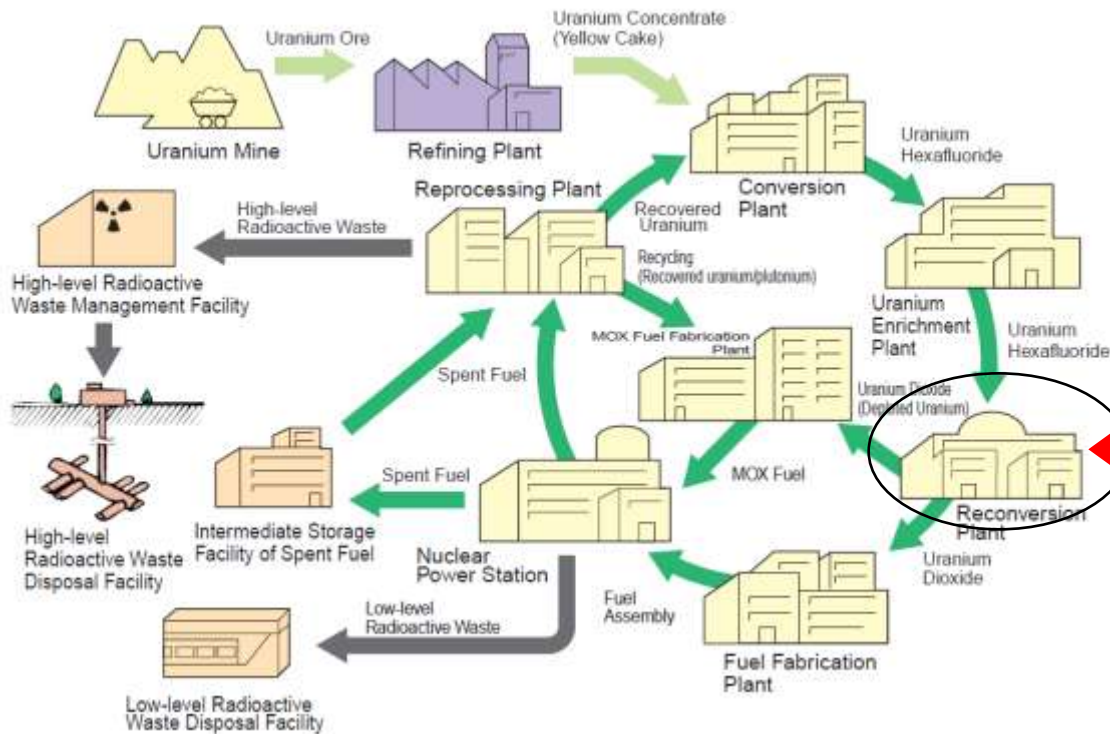 Uranium Ore
Uranium Concentrate
(Yellow Cake)
Uranium Mine
Refining Plant
Uranium
Hexafluoride
Reprocessing Plant
Conversion
Plant
High-level
Radioactive Waste
Recovered
Uranium
Recycling
(Recovered uranium/plutonium)
High-level Radioactive
Waste Management Facility
Uranium
Enrichment
Plant
MOX Fuel Fabrication
Plant
Uranium
Hexafluoride
Spent Fuel
Uranium Dioxide
(Depleted Uranium)
MOX Fuel
Spent Fuel
Reconversion
Plant
High-level
Radioactive Waste
Disposal Facility
Intermediate Storage
Facility of Spent Fuel
Nuclear
Power Station
Uranium
Dioxide
Fuel
Assembly
Low-level
Radioactive Waste
Fuel Fabrication
Plant
Low-level Radioactive
Waste Disposal Facility